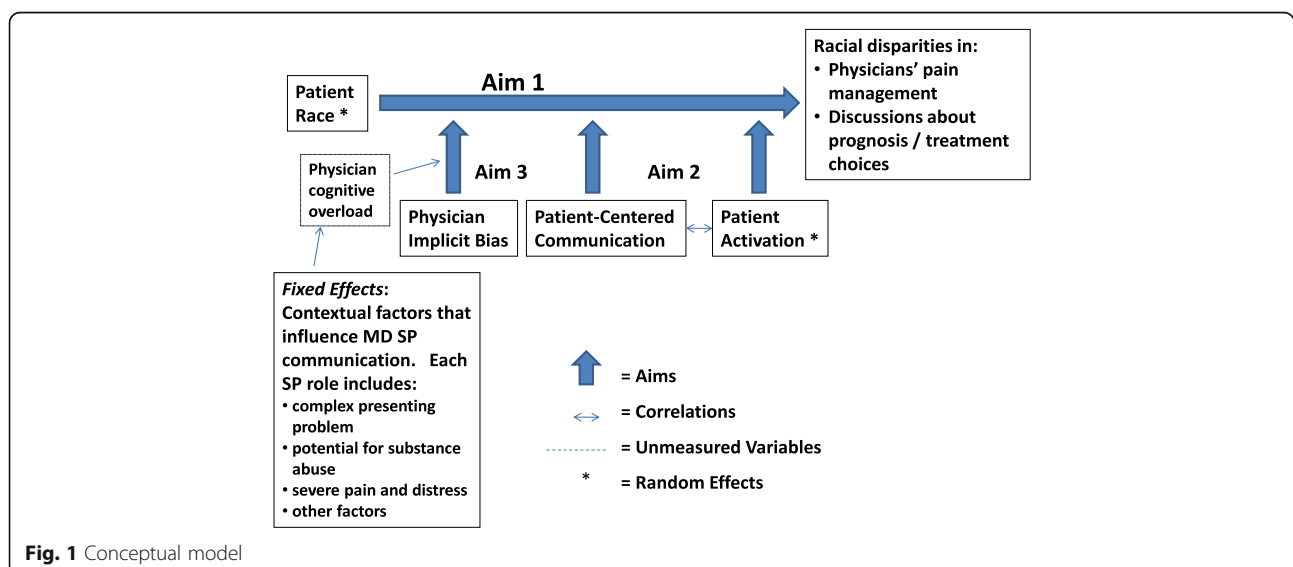 Patient
Race *
Aim 1
Racial disparities in:
• Physicians’ pain
management
• Discussions about
prognosis / treatment
choices
Physician
cognitive
overload
Aim 3
Aim 2
Physician
Implicit Bias
Patient-Centered
Communication
Patient
Activation *
Fixed Effects:
Contextual factors that
influence MD SP
communication. Each
SP role includes:
• complex presenting
problem
• potential for substance
abuse
• severe pain and distress
• other factors
= Aims
= Correlations
= Unmeasured Variables
* = Random Effects
Fig. 1 Conceptual model